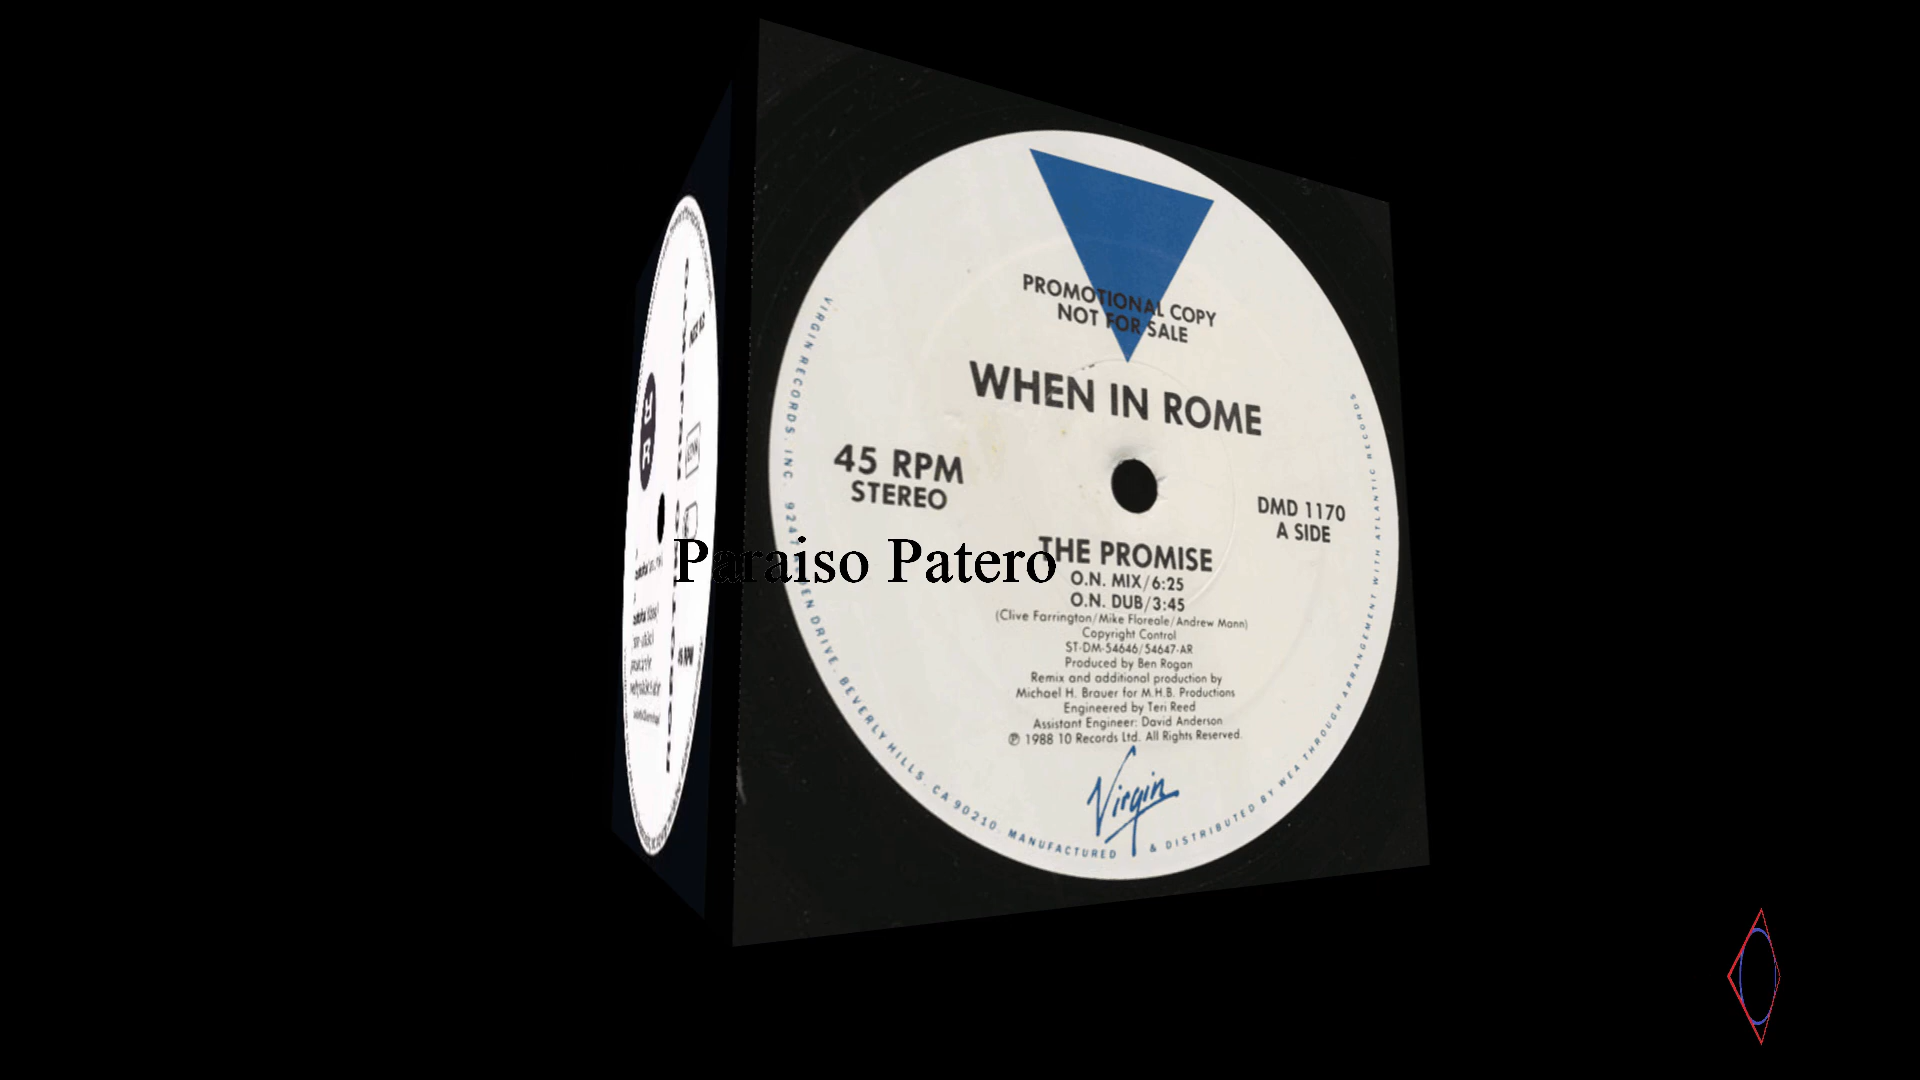 PROMOTIONAL COPY
NOT FOR SALE
WHEN IN ROME
45 RPM
STEREO
DMD 1170
A SIDE
Paraiso Patero
THE PROMISE
O.N. MIX/6:25
O.N. DUB/3:45
(Clive Farrington/Mike Floreale/Andrew Mann)
Copyright Control
ST-DM-54646/54647-AR
Produced by Ben Rogan
Remix and additional production by
Michael H. Brauer for M.H.B. Productions
Engineered by Teri Reed
Assistant Engineer: David Anderson
℗ 1988 10 Records Ltd. All Rights Reserved.
Virgin
VIRGIN RECORDS, INC. DRIVE, BEVERLY HILLS, CA 90210. MANUFACTURED & DISTRIBUTED BY WEA THROUGH ARRANGEMENT WITH ATLANTIC RECORDS
45 RPM